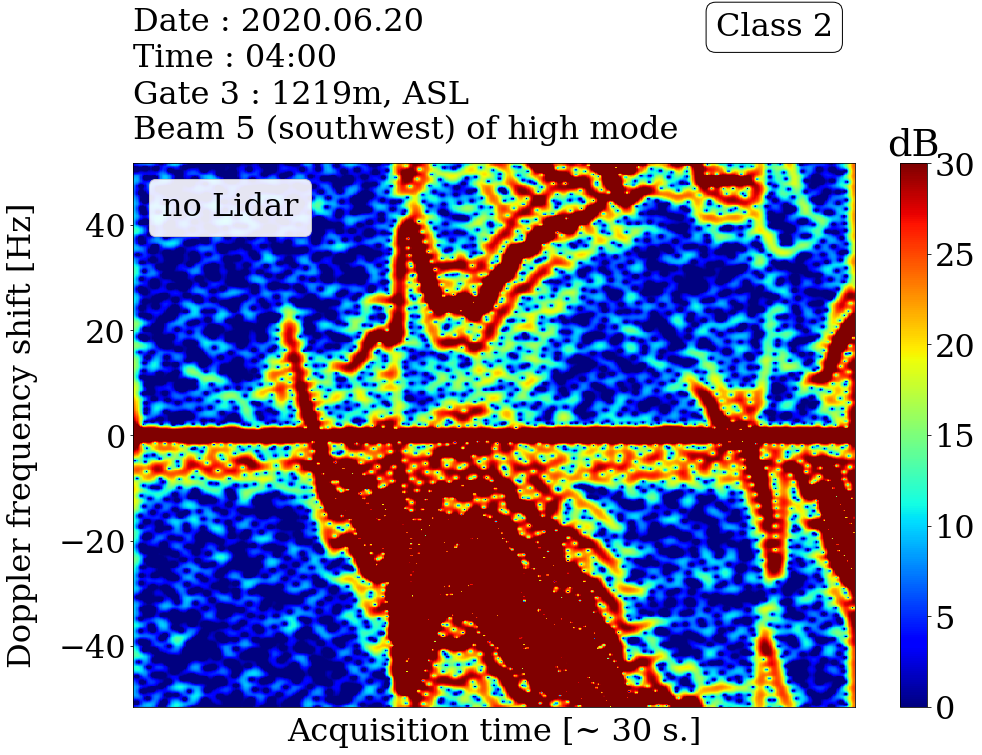 Date : 2020.06.20
Time : 04:00
Gate 3 : 1219m, ASL
Beam 5 (southwest) of high mode
Class 2
dB
no Lidar
Doppler frequency shift [Hz]
40
20
0
−20
−40
Acquisition time [~ 30 s.]
30
25
20
15
10
5
0